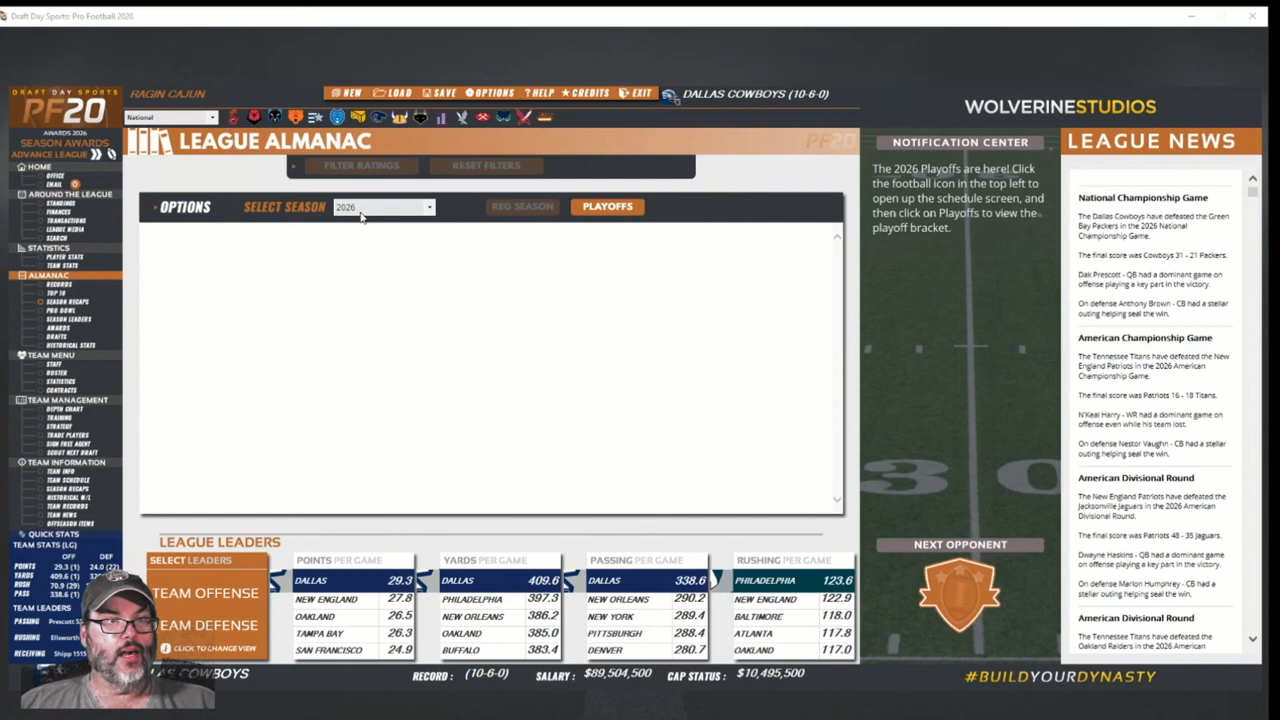 Draft Day Sports: Pro Football 2020
DRAFT DAY SPORTS
PF20
RAGIN CAJUN
NEW LOAD SAVE OPTIONS ? HELP CREDITS EXIT
DALLAS COWBOYS (10-6-0)
National
AWARDS 2026
SEASON AWARDS
ADVANCE LEAGUE
HOME
OFFICE
EMAIL 0
AROUND THE LEAGUE
STANDINGS
FINANCES
TRANSACTIONS
LEAGUE MEDIA
SEARCH
STATISTICS
PLAYER STATS
TEAM STATS
ALMANAC
RECORDS
TOP 10
SEASON RECAPS
PRO BOWL
SEASON LEADERS
AWARDS
DRAFTS
HISTORICAL STATS
TEAM MENU
STAFF
ROSTER
STATISTICS
CONTRACTS
TEAM MANAGEMENT
DEPTH CHART
TRAINING
STRATEGY
TRADE PLAYERS
SIGN FREE AGENT
SCOUT NEXT DRAFT
TEAM INFORMATION
TEAM INFO
TEAM SCHEDULE
SEASON RECAPS
HISTORICAL W/L
TEAM RECORDS
TEAM NEWS
OFFSEASON ITEMS
QUICK STATS
TEAM STATS (LG)
OFF DEF
POINTS 29.3 (1) 24.0 (22)
YARDS 409.6 (1)
RUSH 70.9 (29)
PASS 338.6 (1)
TEAM LEADERS
PASSING Prescott
RUSHING Ellsworth
RECEIVING Shipp 1515
LEAGUE ALMANAC
PF20
FILTER RATINGS RESET FILTERS
OPTIONS SELECT SEASON 2026 REG SEASON PLAYOFFS
LEAGUE LEADERS
SELECT LEADERS
TEAM OFFENSE
TEAM DEFENSE
CLICK TO CHANGE VIEW
POINTS PER GAME
DALLAS 29.3
NEW ENGLAND 27.8
OAKLAND 26.5
TAMPA BAY 26.3
SAN FRANCISCO 24.9
YARDS PER GAME
DALLAS 409.6
PHILADELPHIA 397.3
NEW ORLEANS 386.2
OAKLAND 385.0
BUFFALO 383.4
PASSING PER GAME
DALLAS 338.6
NEW ORLEANS 290.2
NEW YORK 289.4
PITTSBURGH 288.4
DENVER 280.7
RUSHING PER GAME
PHILADELPHIA 123.6
NEW ENGLAND 122.9
BALTIMORE 118.0
ATLANTA 117.8
OAKLAND 117.0
LAS COWBOYS
RECORD : (10-6-0) SALARY : $89,504,500 CAP STATUS : $10,495,500
NOTIFICATION CENTER
The 2026 Playoffs are here! Click
the football icon in the top left to
open up the schedule screen, and
then click on Playoffs to view the
playoff bracket.
30
NEXT OPPONENT
WOLVERINESTUDIOS
LEAGUE NEWS
National Championship Game
The Dallas Cowboys have defeated the Green
Bay Packers in the 2026 National
Championship Game.
The final score was Cowboys 31 - 21 Packers.
Dak Prescott - QB had a dominant game on
offense playing a key part in the victory.
On defense Anthony Brown - CB had a stellar
outing helping seal the win.
American Championship Game
The Tennessee Titans have defeated the New
England Patriots in the 2026 American
Championship Game.
The final score was Patriots 16 - 18 Titans.
N'Keal Harry - WR had a dominant game on
offense even while his team lost.
On defense Nestor Vaughn - CB had a stellar
outing helping seal the win.
American Divisional Round
The New England Patriots have defeated the
Jacksonville Jaguars in the 2026 American
Divisional Round.
The final score was Patriots 48 - 35 Jaguars.
Dwayne Haskins - QB had a dominant game on
offense playing a key part in the victory.
On defense Marlon Humphrey - CB had a
stellar outing helping seal the win.
American Divisional Round
The Tennessee Titans have defeated the
Oakland Raiders in the 2026 American
#BUILDYOURDYNASTY